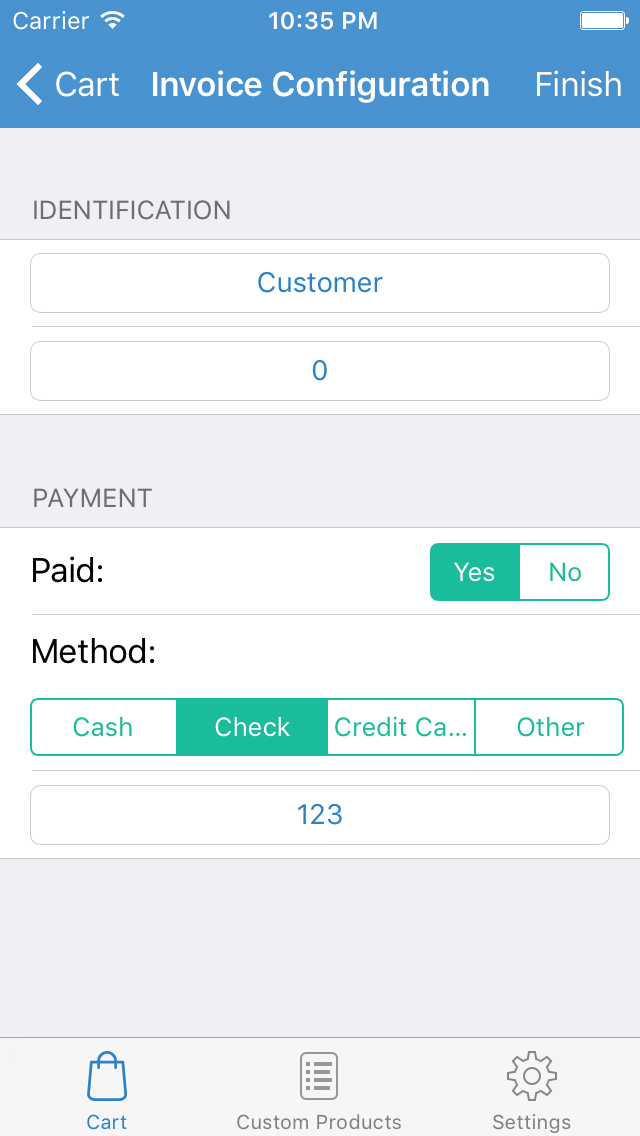 Carrier 10:35 PM
Cart Invoice Configuration Finish
IDENTIFICATION
Customer
0
PAYMENT
Paid: Yes No
Method:
Cash Check Credit Ca... Other
123
Cart Custom Products Settings